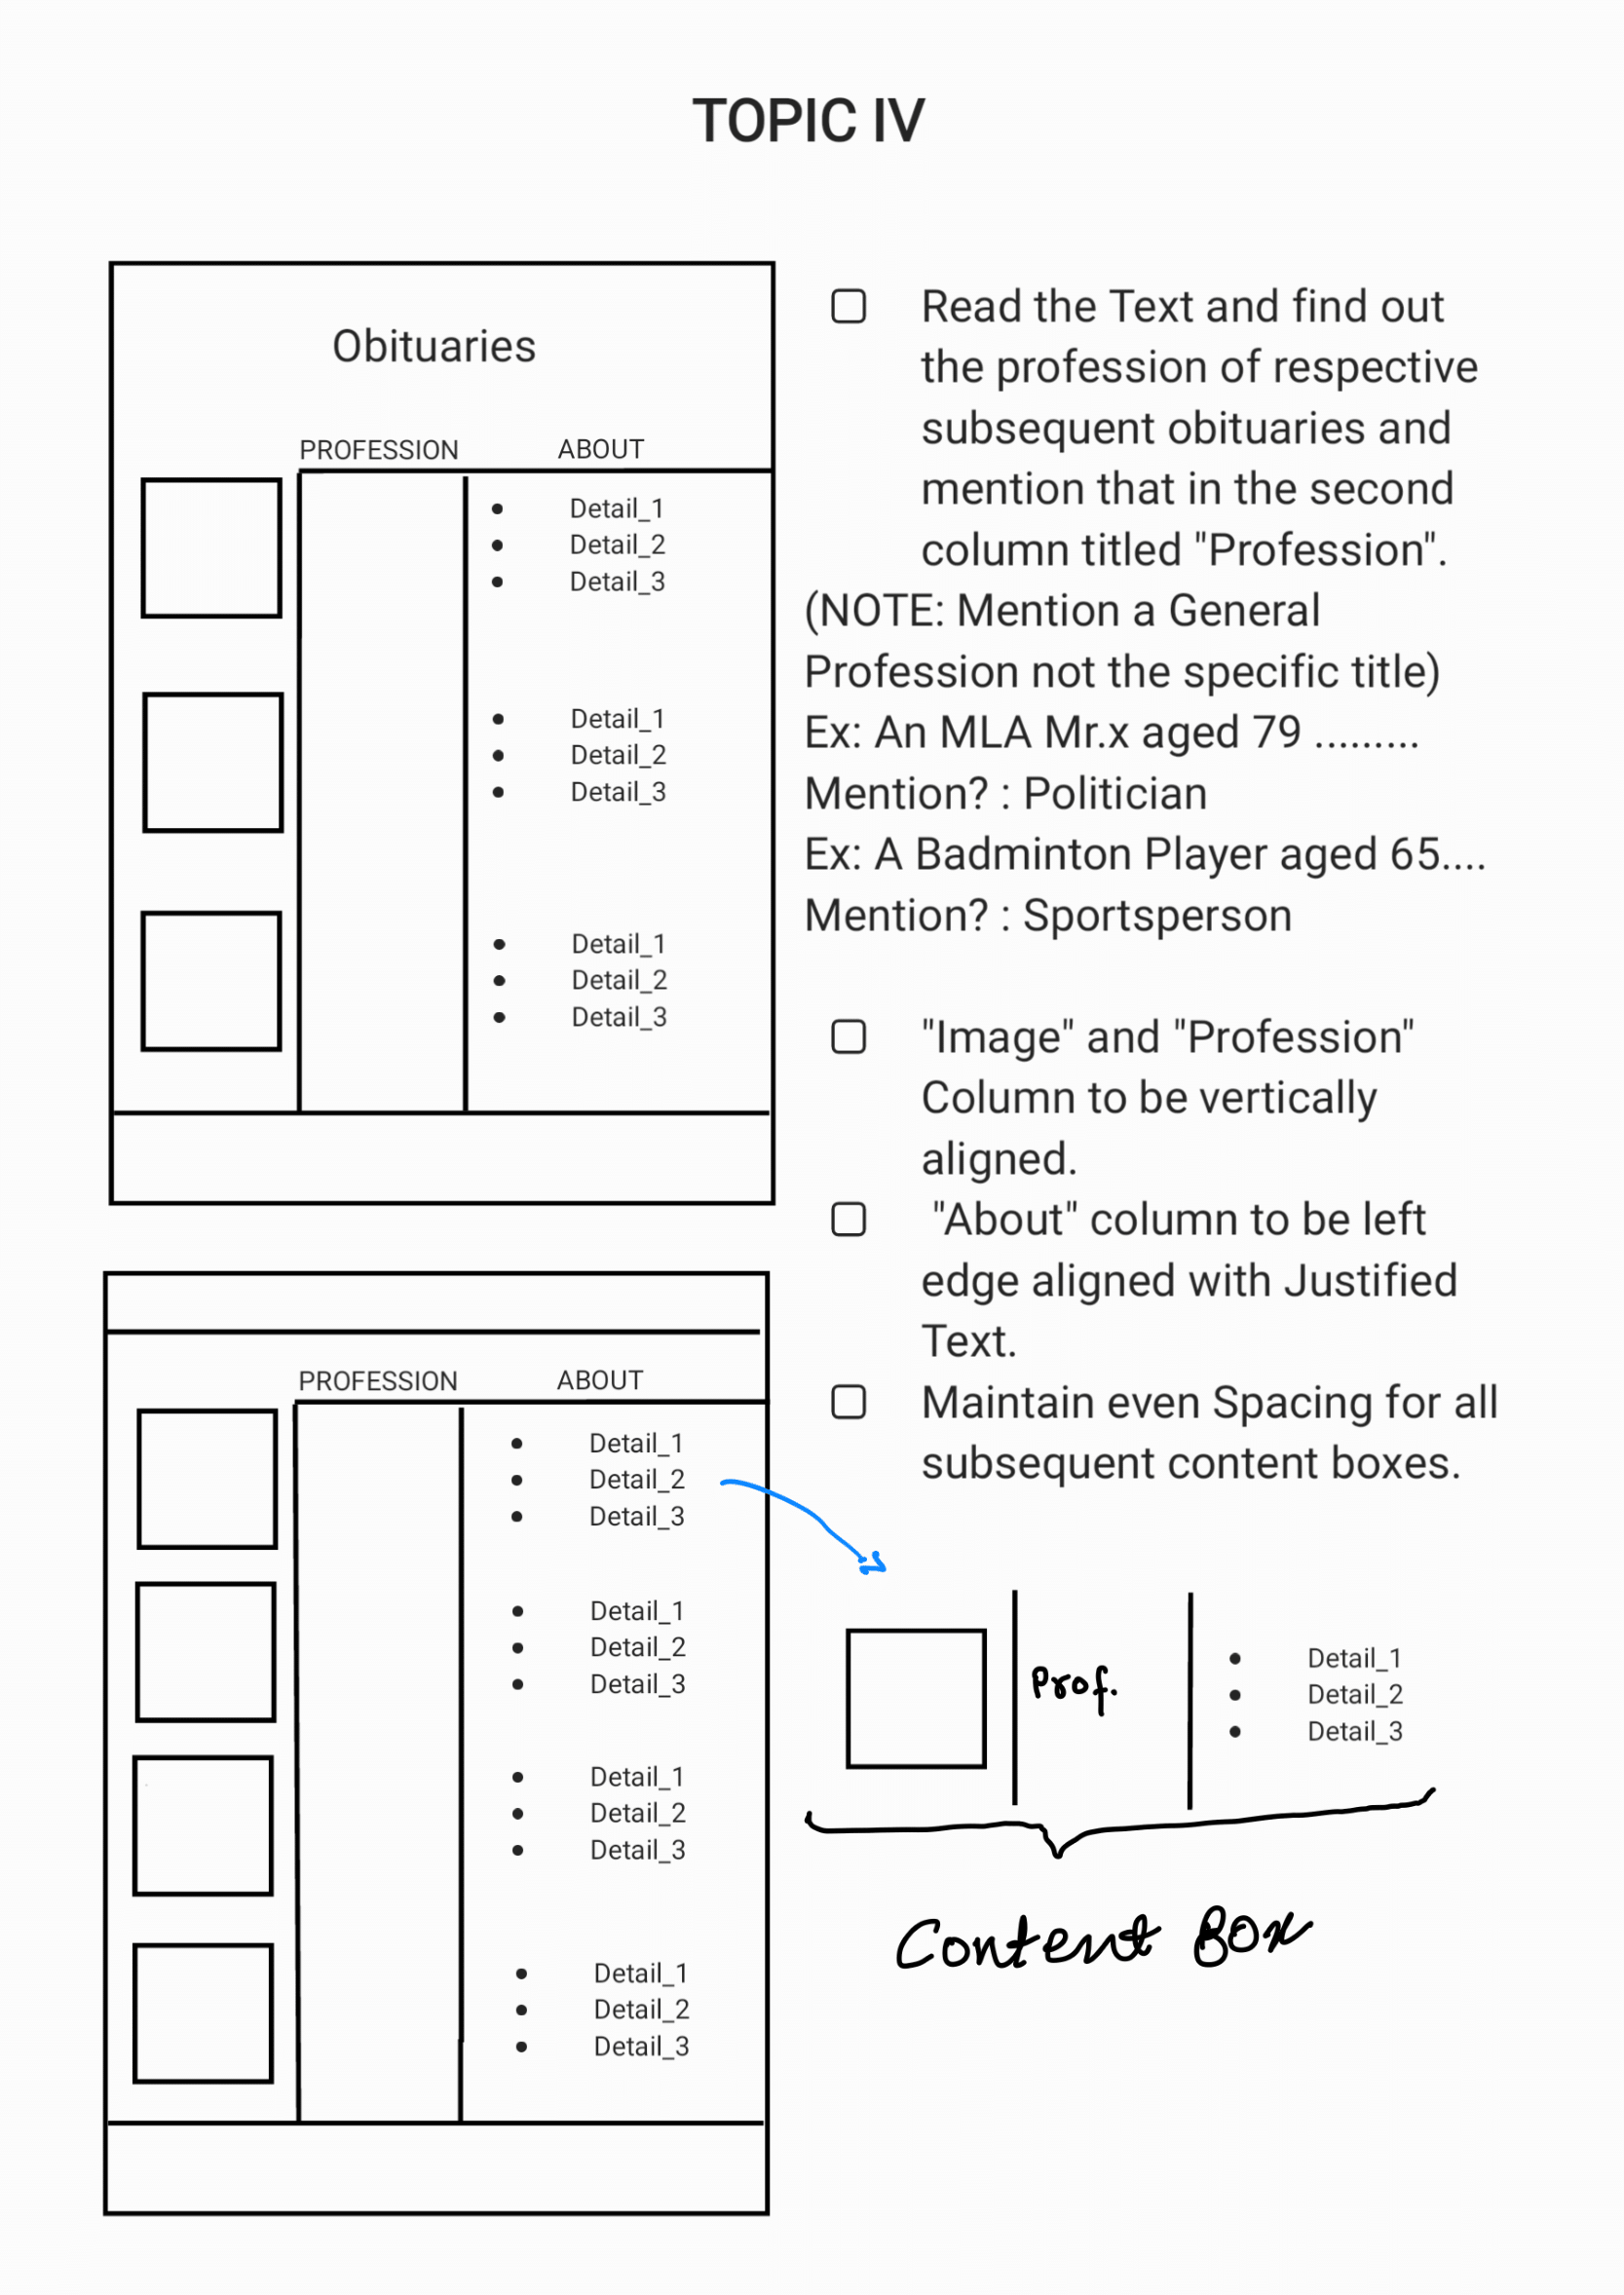 TOPIC IV
Obituaries
PROFESSION ABOUT
• Detail_1
• Detail_2
• Detail_3
• Detail_1
• Detail_2
• Detail_3
• Detail_1
• Detail_2
• Detail_3
Read the Text and find out
the profession of respective
subsequent obituaries and
mention that in the second
column titled "Profession".
(NOTE: Mention a General
Profession not the specific title)
Ex: An MLA Mr.x aged 79 .........
Mention? : Politician
Ex: A Badminton Player aged 65....
Mention? : Sportsperson
"Image" and "Profession"
Column to be vertically
aligned.
"About" column to be left
edge aligned with Justified
Text.
Maintain even Spacing for all
subsequent content boxes.
PROFESSION ABOUT
• Detail_1
• Detail_2
• Detail_3
• Detail_1
• Detail_2
• Detail_3
• Detail_1
• Detail_2
• Detail_3
• Detail_1
• Detail_2
• Detail_3
Prof.
• Detail_1
• Detail_2
• Detail_3
Content Box